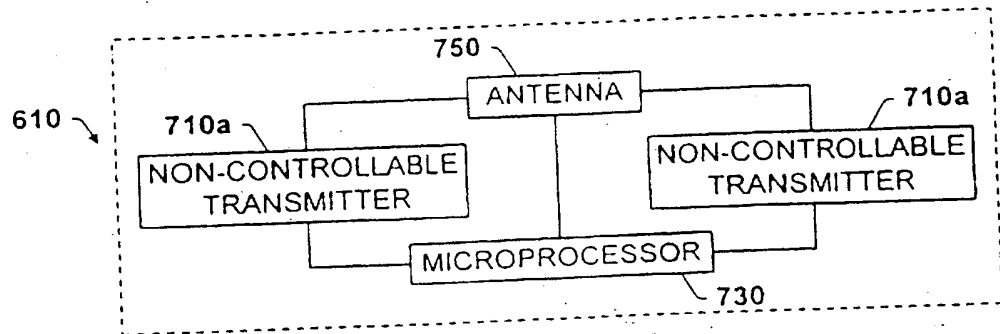 750
ANTENNA
610
710a
710a
NON-CONTROLLABLE
TRANSMITTER
NON-CONTROLLABLE
TRANSMITTER
MICROPROCESSOR
730